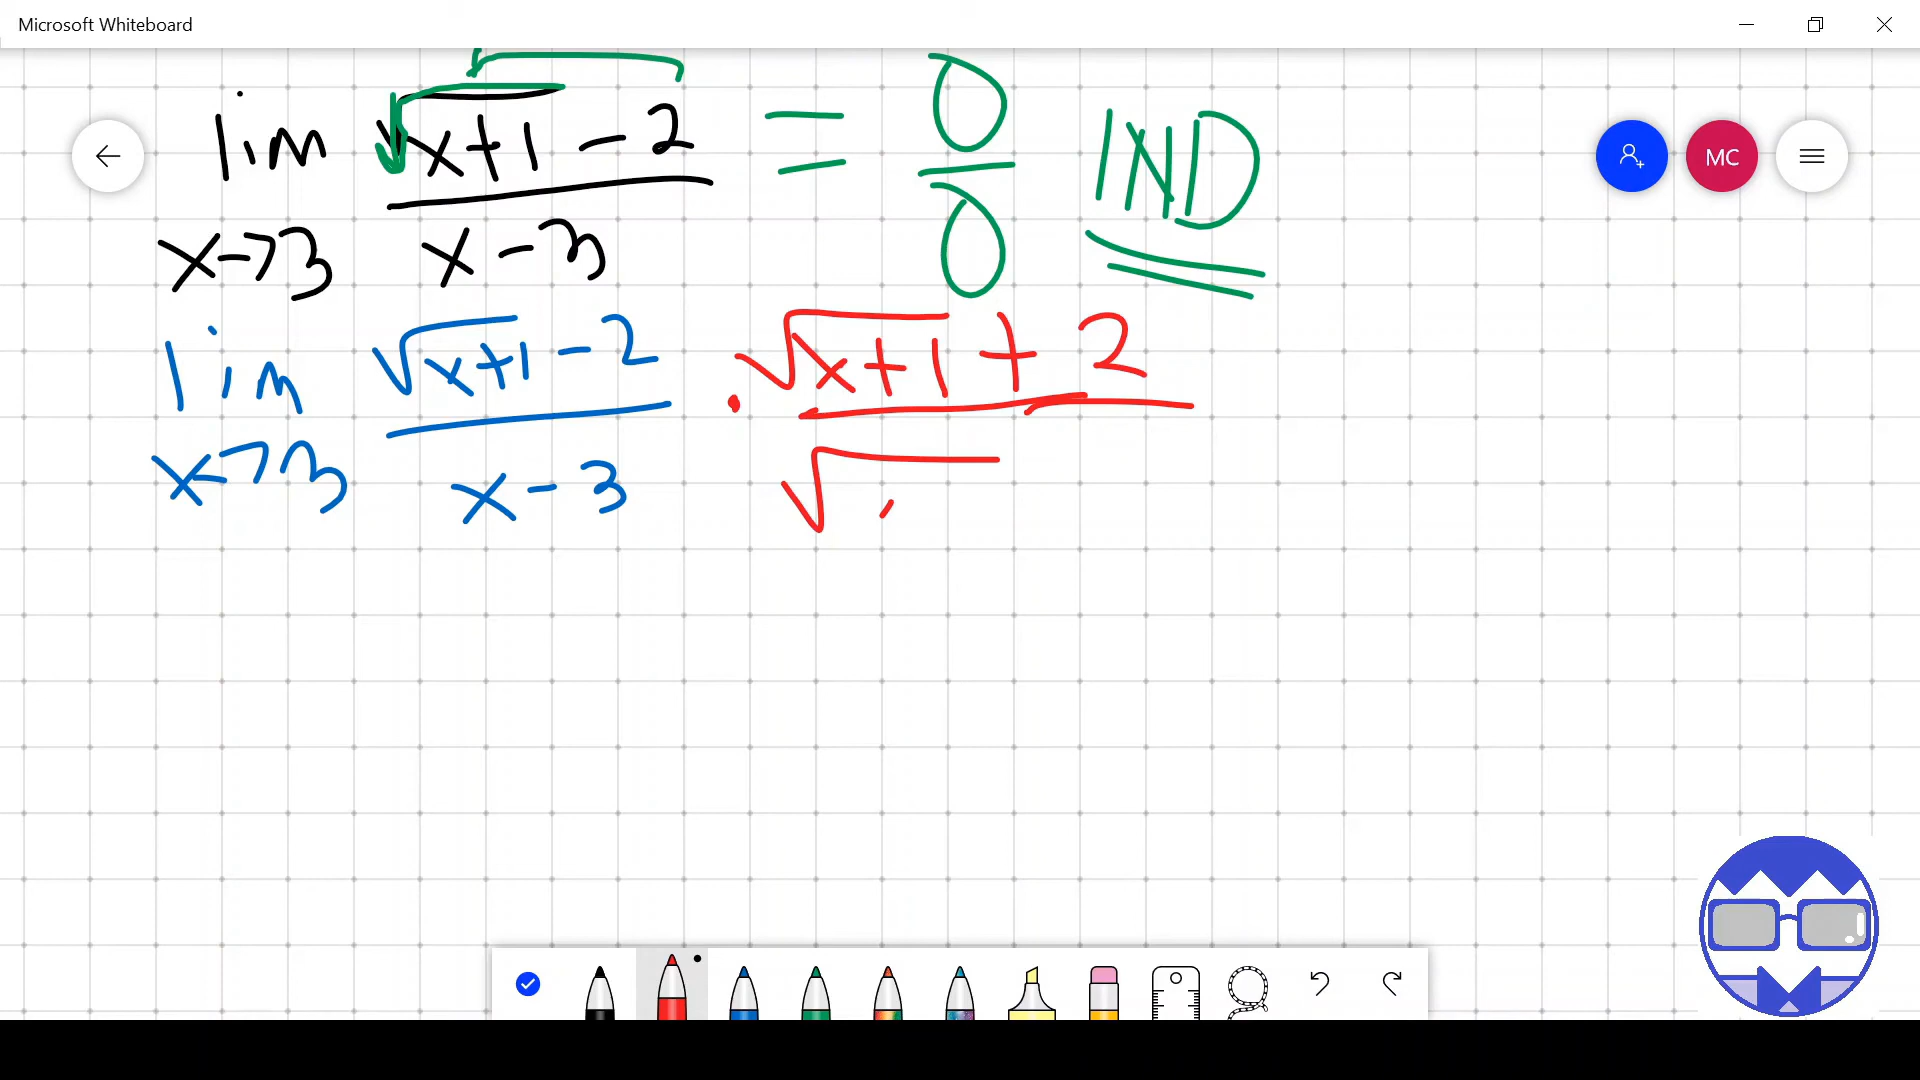 Microsoft Whiteboard
lim √x+1 - 2 = 0 IND
x→3 x - 3 0
MC
lim √x+1 - 2 . √x+1 + 2
x→3 x - 3 √